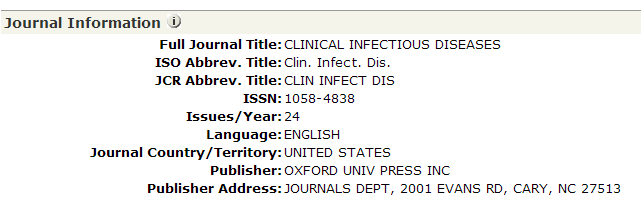 Journal Information i
Full Journal Title: CLINICAL INFECTIOUS DISEASES
ISO Abbrev. Title: Clin. Infect. Dis.
JCR Abbrev. Title: CLIN INFECT DIS
ISSN: 1058-4838
Issues/Year: 24
Language: ENGLISH
Journal Country/Territory: UNITED STATES
Publisher: OXFORD UNIV PRESS INC
Publisher Address: JOURNALS DEPT, 2001 EVANS RD, CARY, NC 27513